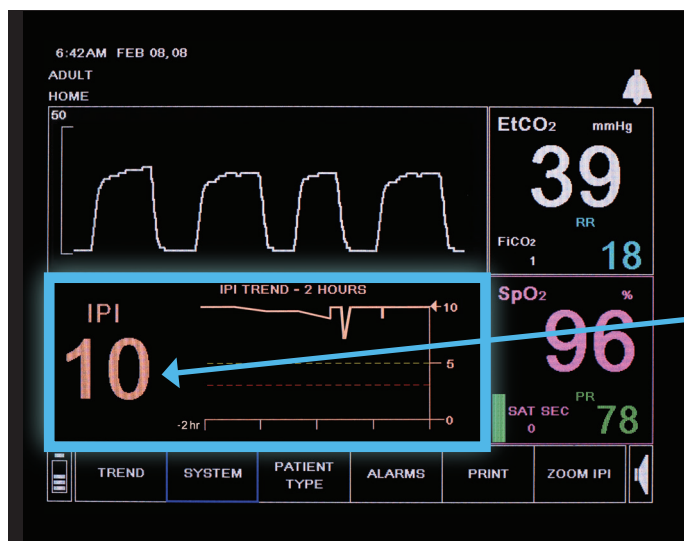 6:42AM FEB 08,08
ADULT
HOME
50
EtCO₂ mmHg
39
RR
FiCO₂
1
18
IPI TREND - 2 HOURS
IPI
10
10
5
0
-2 hr
SpO₂ %
96
SAT SEC
0
PR
78
TREND
SYSTEM
PATIENT
TYPE
ALARMS
PRINT
ZOOM IPI